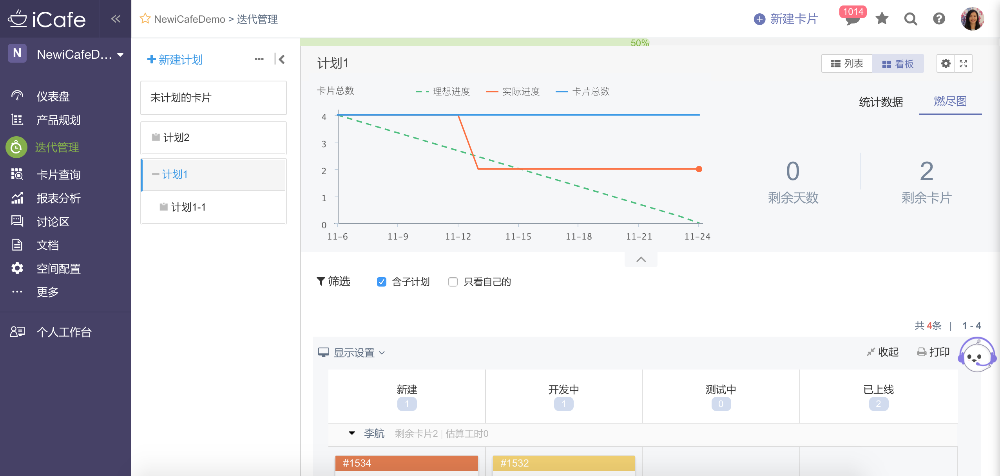 iCafe
NewiCafeDemo > 迭代管理
新建卡片
1014
N
NewiCafeD...
仪表盘
产品规划
迭代管理
卡片查询
报表分析
讨论区
文档
空间配置
更多
个人工作台
新建计划
未计划的卡片
计划2
计划1
计划1-1
50%
计划1
列表
看板
卡片总数
理想进度
实际进度
卡片总数
统计数据
燃尽图
4
3
2
1
0
11-6 11-9 11-12 11-15 11-18 11-21 11-24
0
剩余天数
2
剩余卡片
筛选
含子计划
只看自己的
共 4条 | 1 - 4
显示设置
收起
打印
新建
1
开发中
1
测试中
0
已上线
2
李航 剩余卡片2 | 估算工时0
#1534
#1532